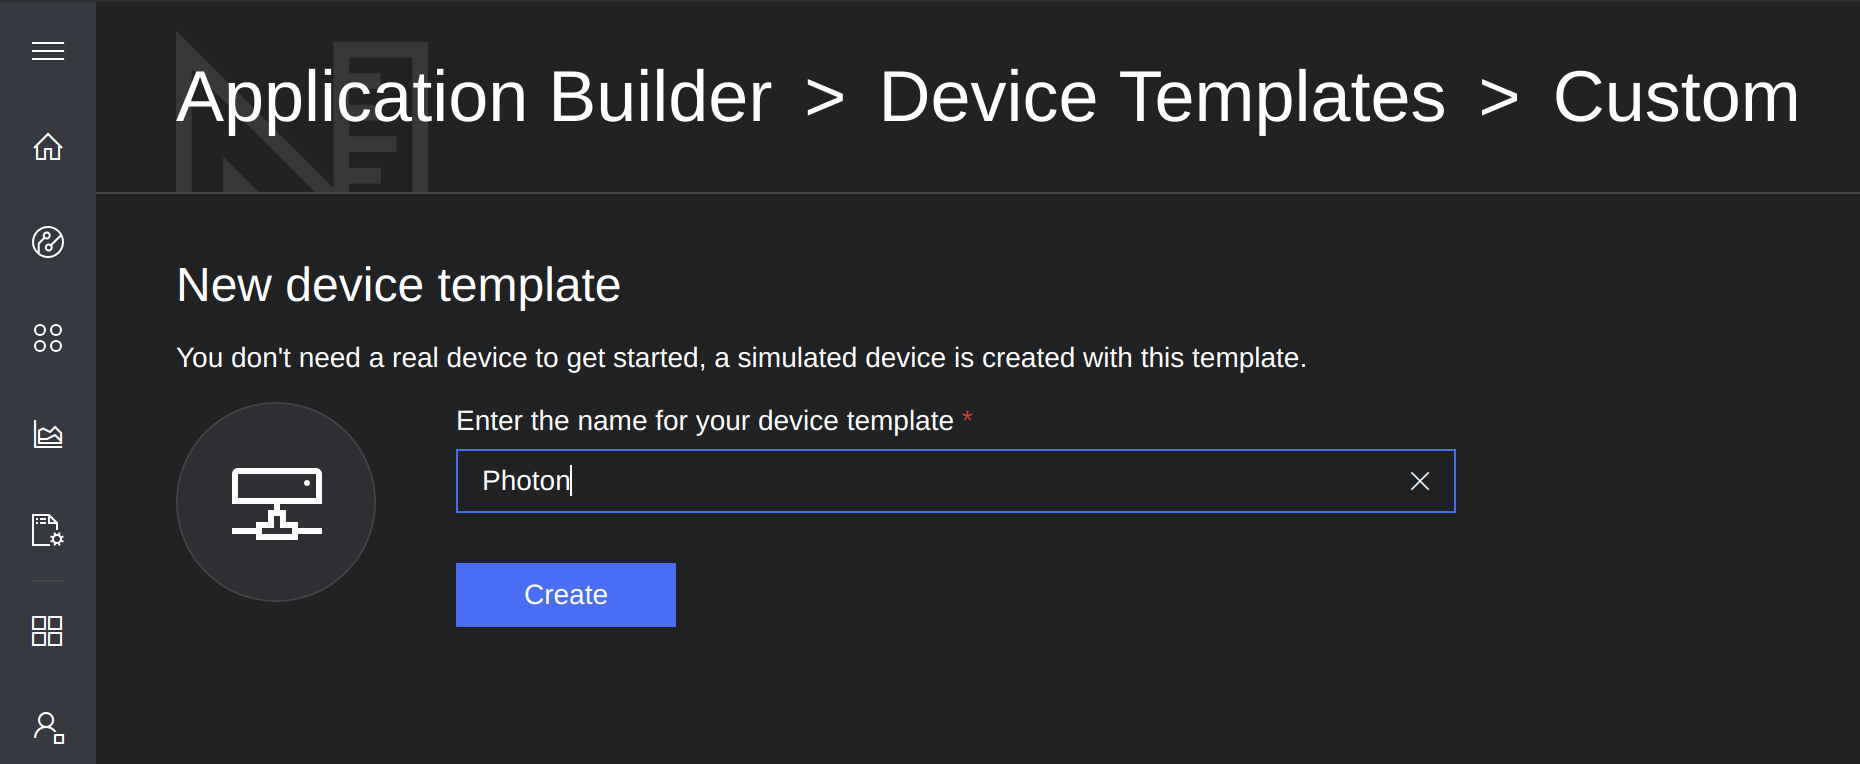 Application Builder > Device Templates > Custom
New device template
You don't need a real device to get started, a simulated device is created with this template.
Enter the name for your device template *
Photon
Create